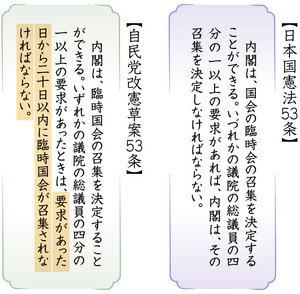 【日本国憲法53条】
内閣は、国会の臨時会の召集を決定する
ことができる。いづれかの議院の総議員の四
分の一以上の要求があれば、内閣は、その
召集を決定しなければならない。
【自民党改憲草案53条】
内閣は、臨時国会の召集を決定すること
ができる。いずれかの議院の総議員の四分の
一以上の要求があったときは、要求があった
日から二十日以内に臨時国会が召集されな
ければならない。